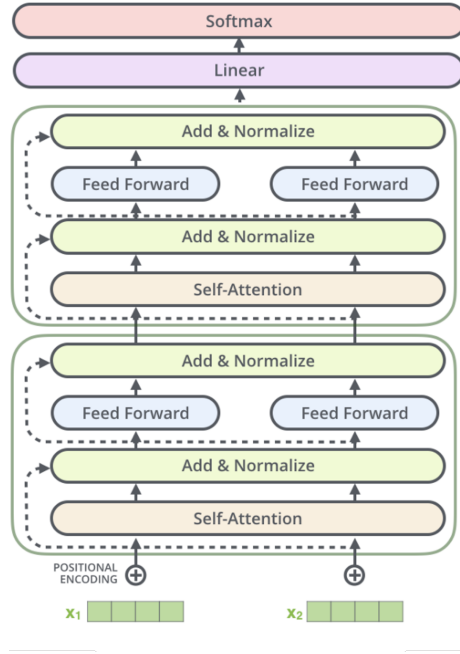 Softmax
Linear
Add & Normalize
Feed Forward Feed Forward
Add & Normalize
Self-Attention
Add & Normalize
Feed Forward Feed Forward
Add & Normalize
Self-Attention
POSITIONAL
ENCODING
x₁ x₂